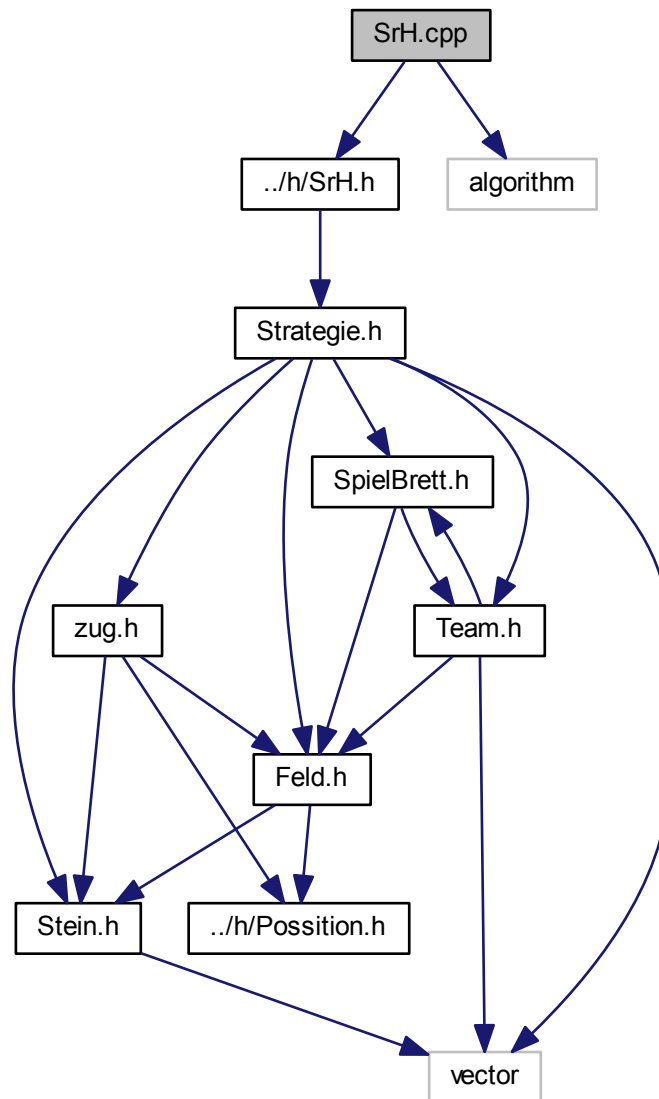 SrH.cpp
../h/SrH.h
algorithm
Strategie.h
SpielBrett.h
zug.h
Team.h
Feld.h
Stein.h
../h/Possition.h
vector